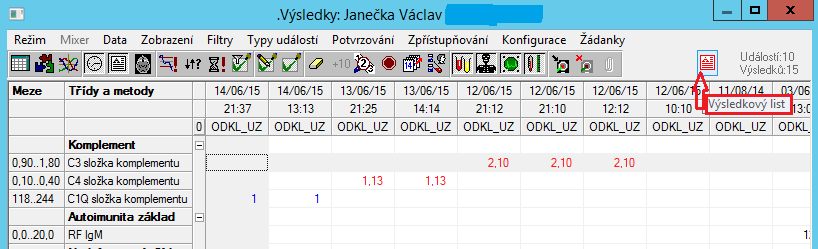 .Výsledky: Janečka Václav
Režim Mixer Data Zobrazení Filtry Typy událostí Potvrzování Zpřístupňování Konfigurace Žádanky
+10
Událostí:10
Výsledků:15
Výsledkový list
Meze Třídy a metody 14/06/15 14/06/15 13/06/15 13/06/15 12/06/15 12/06/15 12/06/15 12/06/15 11/08/14 03/06
21:37 13:13 21:25 14:14 21:12 21:10 12:12 10:10 13:0
0 ODKL_UZ ODKL_UZ ODKL_UZ ODKL_UZ ODKL_UZ ODKL_UZ ODKL_UZ ODKL_UZ ODKL_UZ ODKL
Komplement
0,90..1,80 C3 složka komplementu 2,10 2,10 2,10
0,10..0,40 C4 složka komplementu 1,13 1,13
118..244 C1Q složka komplementu 1 1
Autoimunita základ
0,0..20,0 RF IgM